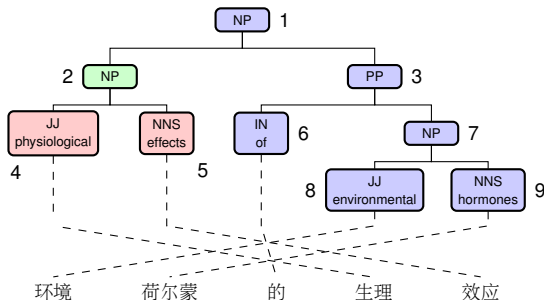 NP 1
2 NP PP 3
JJ NNS IN NP 7
physiological effects of 6
4 5 8 JJ NNS 9
environmental hormones
环境 荷尔蒙 的 生理 效应